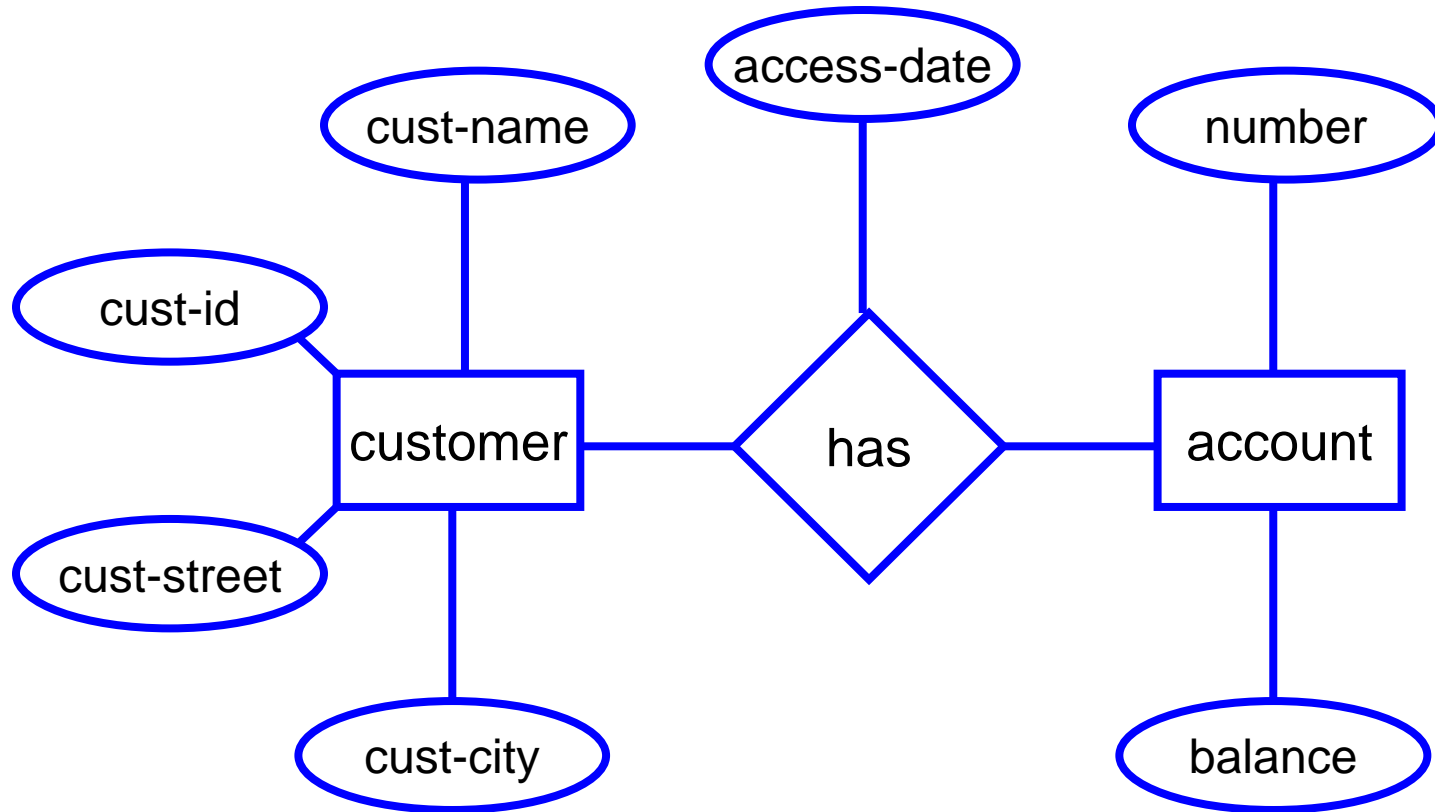 access-date
cust-name
number
cust-id
customer
has
account
cust-street
cust-city
balance